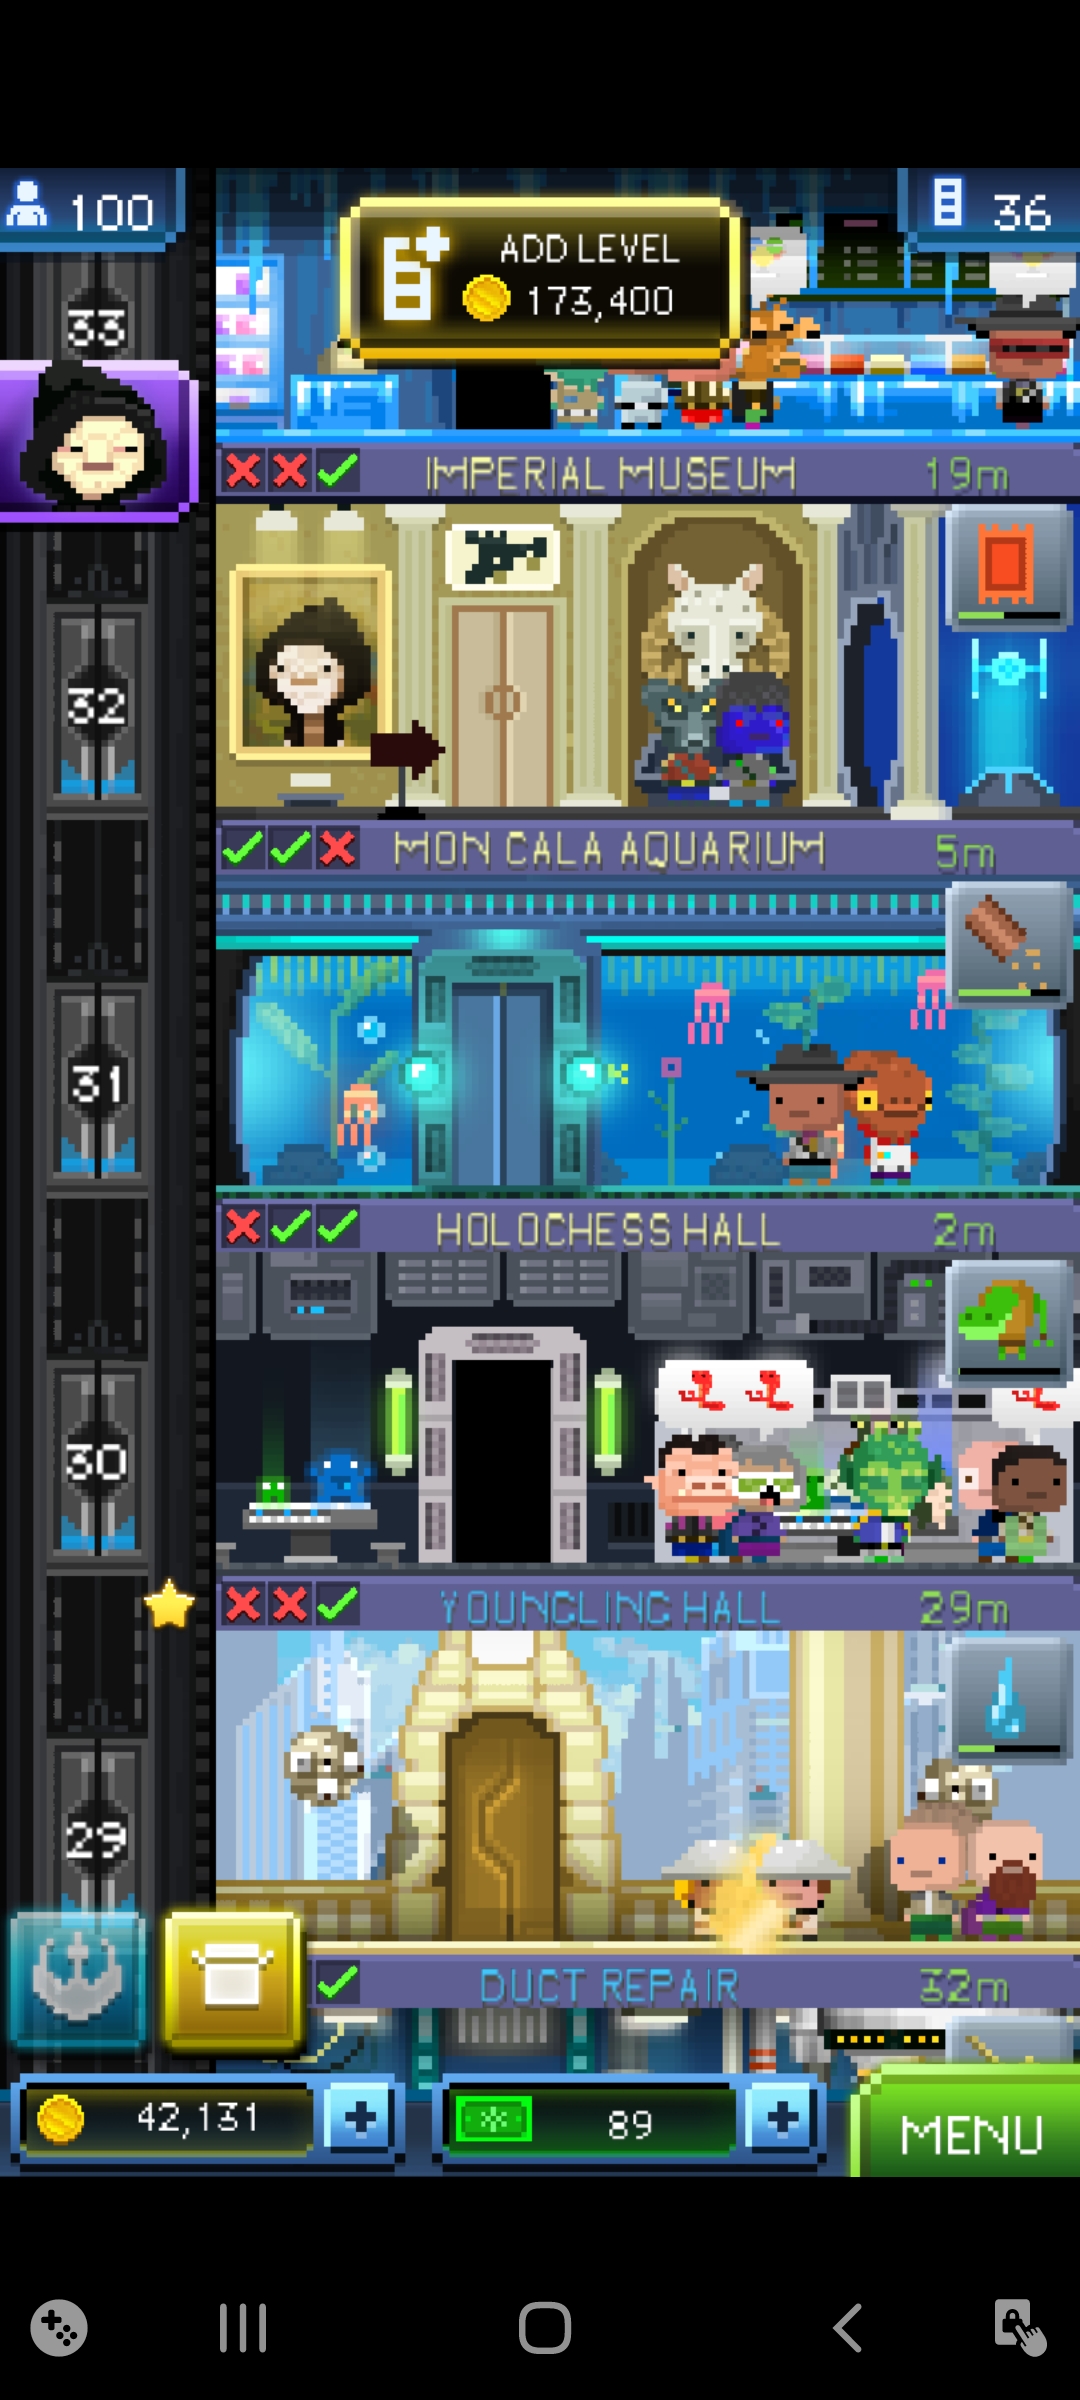 100
36
ADD LEVEL
173,400
33
IMPERIAL MUSEUM 19m
32
MON CALA AQUARIUM 5m
31
HOLOCHESS HALL 2m
30
YOUNGLING HALL 29m
29
DUCT REPAIR 32m
42,131
89
MENU